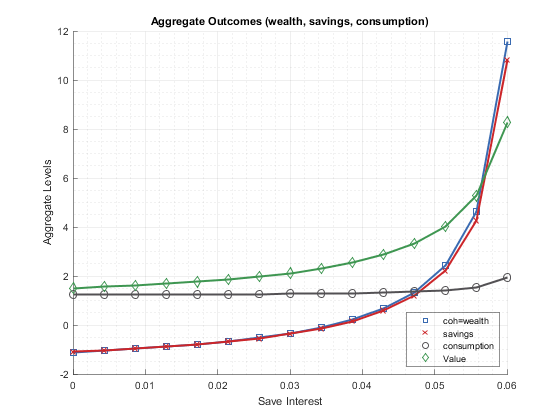 Aggregate Outcomes (wealth, savings, consumption)
12
10
8
6
4
2
0
-2
Aggregate Levels
0
0.01
0.02
0.03
0.04
0.05
0.06
Save Interest
coh=wealth
savings
consumption
Value